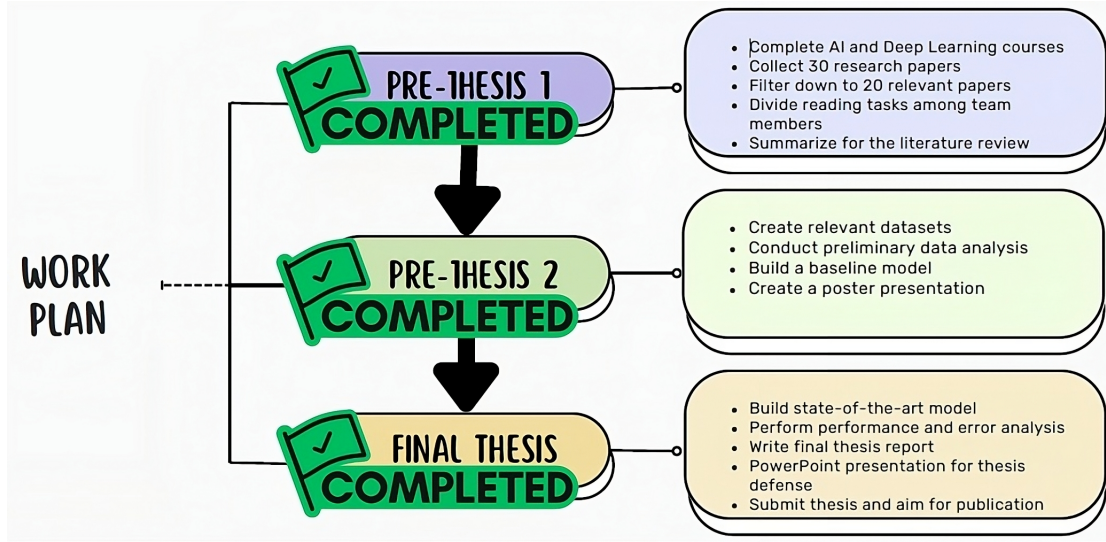 WORK
PLAN
PRE-THESIS 1
COMPLETED
• Complete AI and Deep Learning courses
• Collect 30 research papers
• Filter down to 20 relevant papers
• Divide reading tasks among team
members
• Summarize for the literature review
PRE-THESIS 2
COMPLETED
• Create relevant datasets
• Conduct preliminary data analysis
• Build a baseline model
• Create a poster presentation
FINAL THESIS
COMPLETED
• Build state-of-the-art model
• Perform performance and error analysis
• Write final thesis report
• PowerPoint presentation for thesis
defense
• Submit thesis and aim for publication